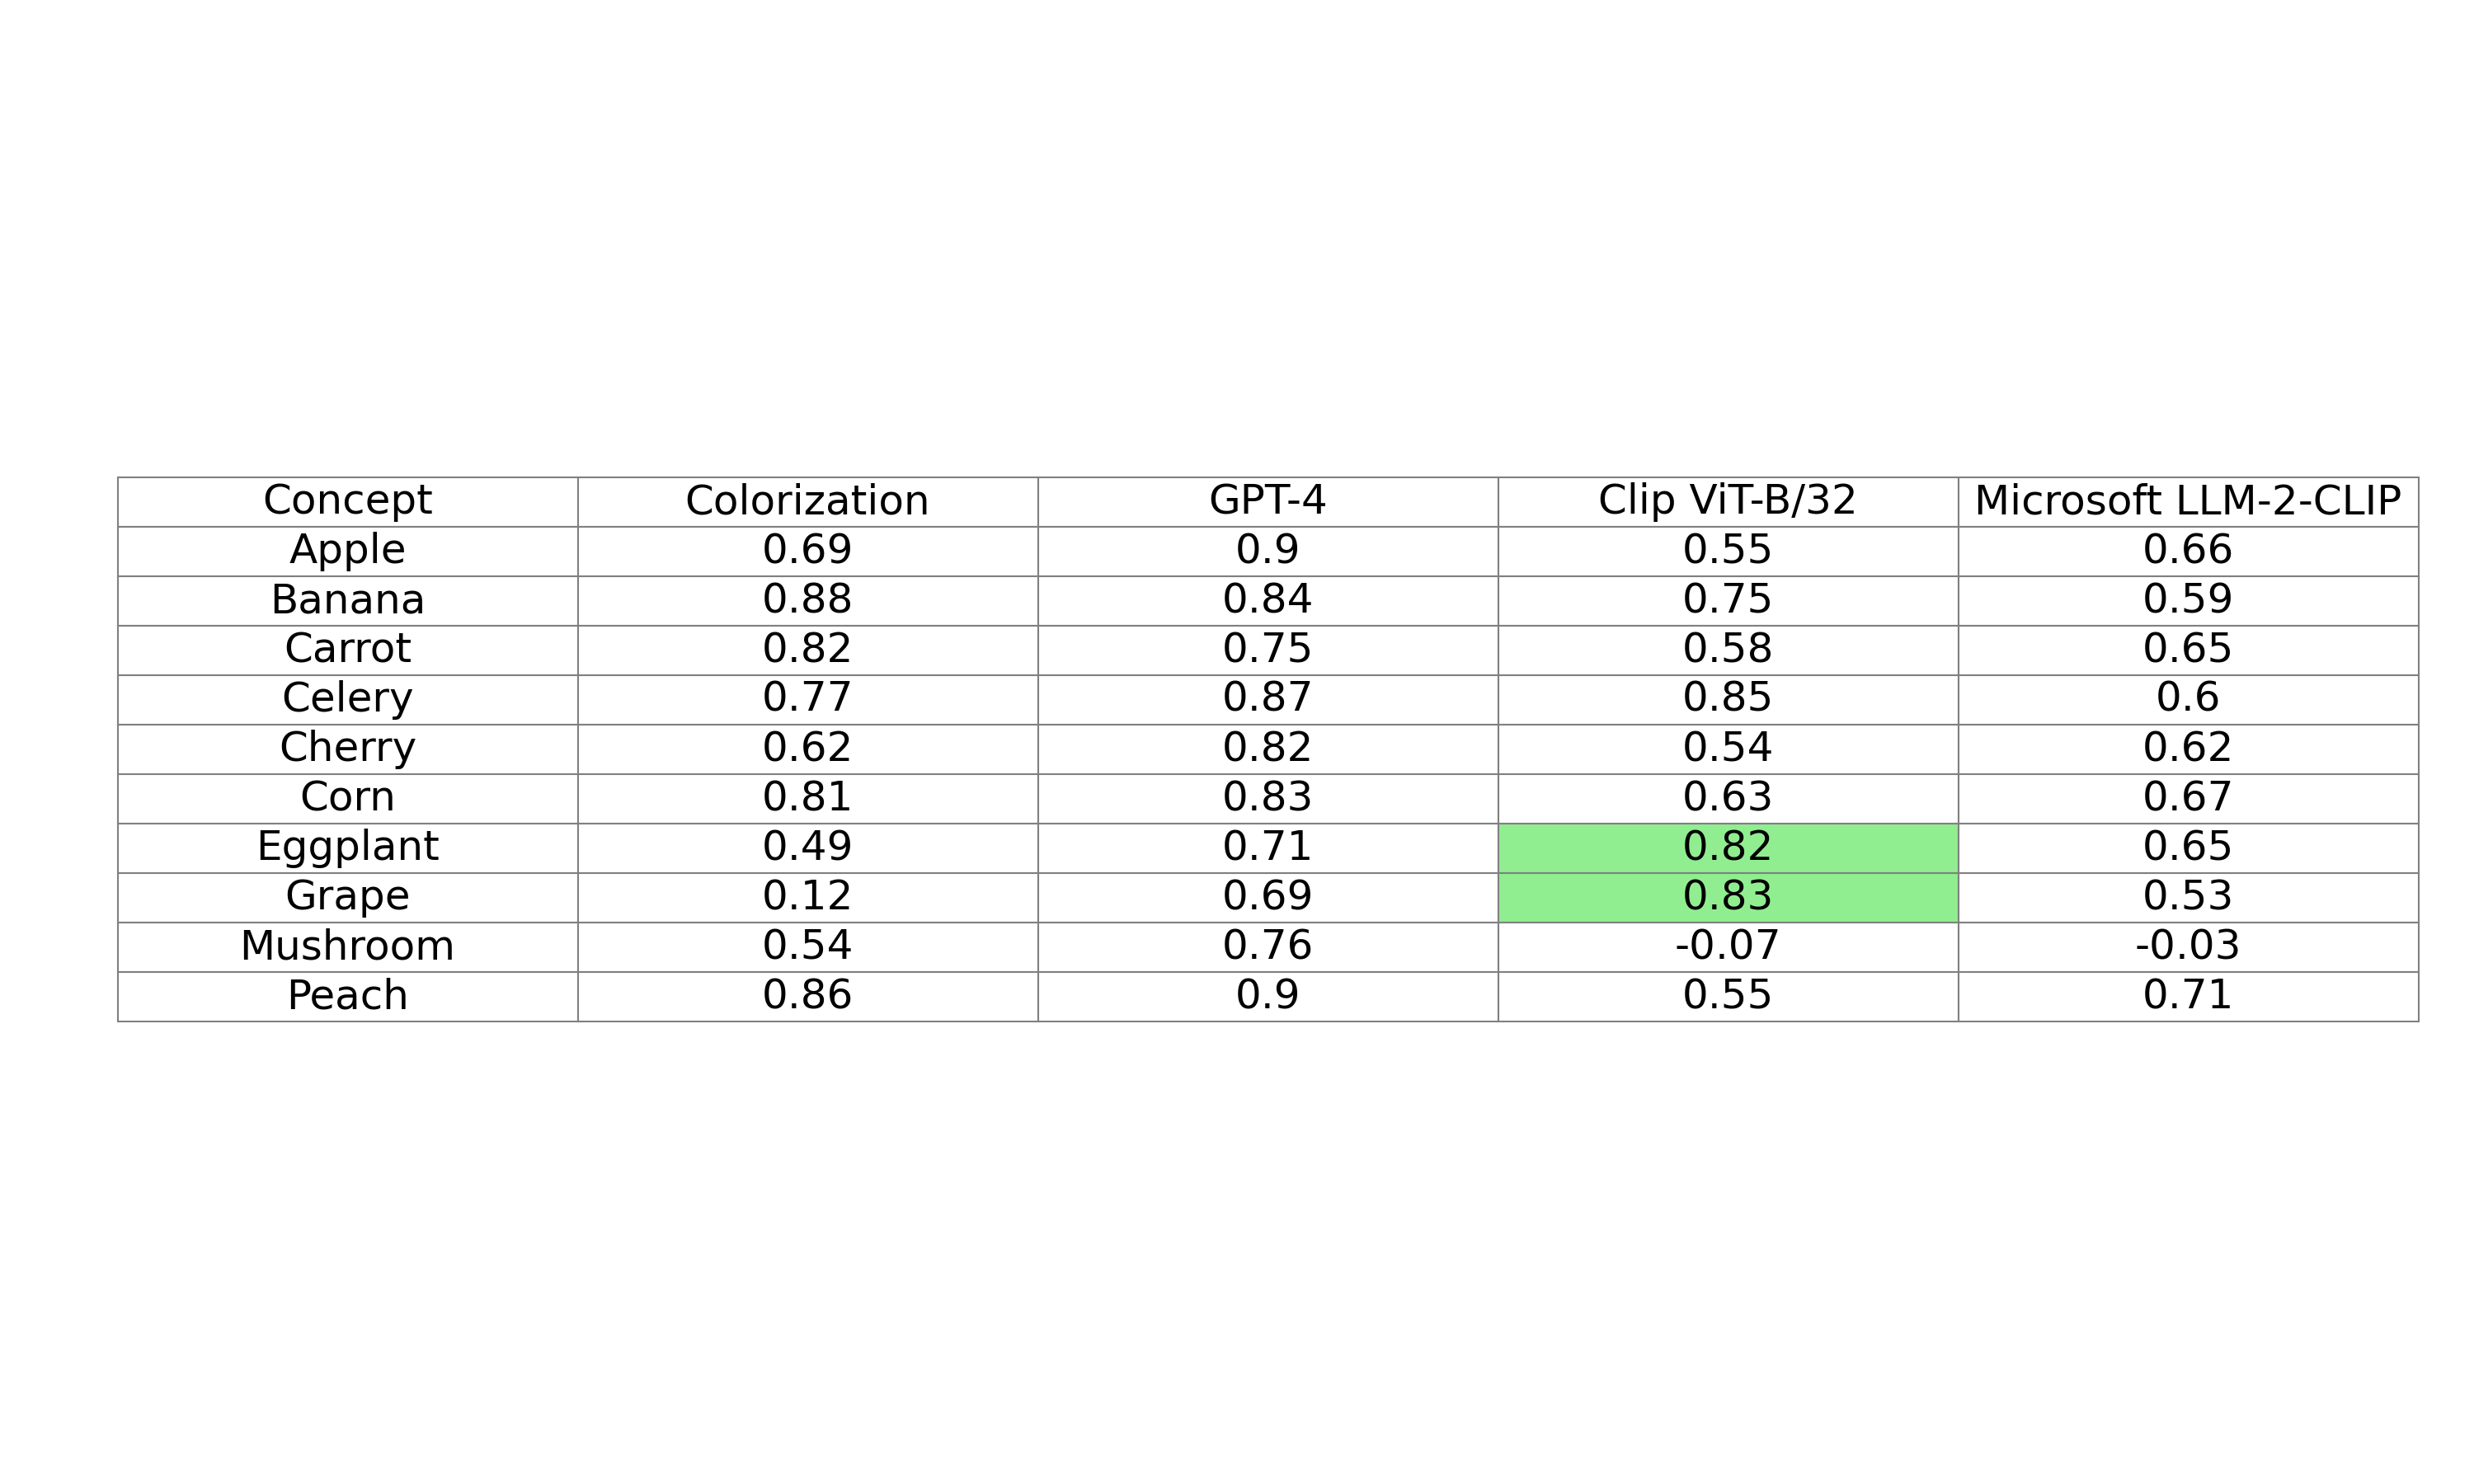 Concept Colorization GPT-4 Clip ViT-B/32 Microsoft LLM-2-CLIP
Apple 0.69 0.9 0.55 0.66
Banana 0.88 0.84 0.75 0.59
Carrot 0.82 0.75 0.58 0.65
Celery 0.77 0.87 0.85 0.6
Cherry 0.62 0.82 0.54 0.62
Corn 0.81 0.83 0.63 0.67
Eggplant 0.49 0.71 0.82 0.65
Grape 0.12 0.69 0.83 0.53
Mushroom 0.54 0.76 -0.07 -0.03
Peach 0.86 0.9 0.55 0.71